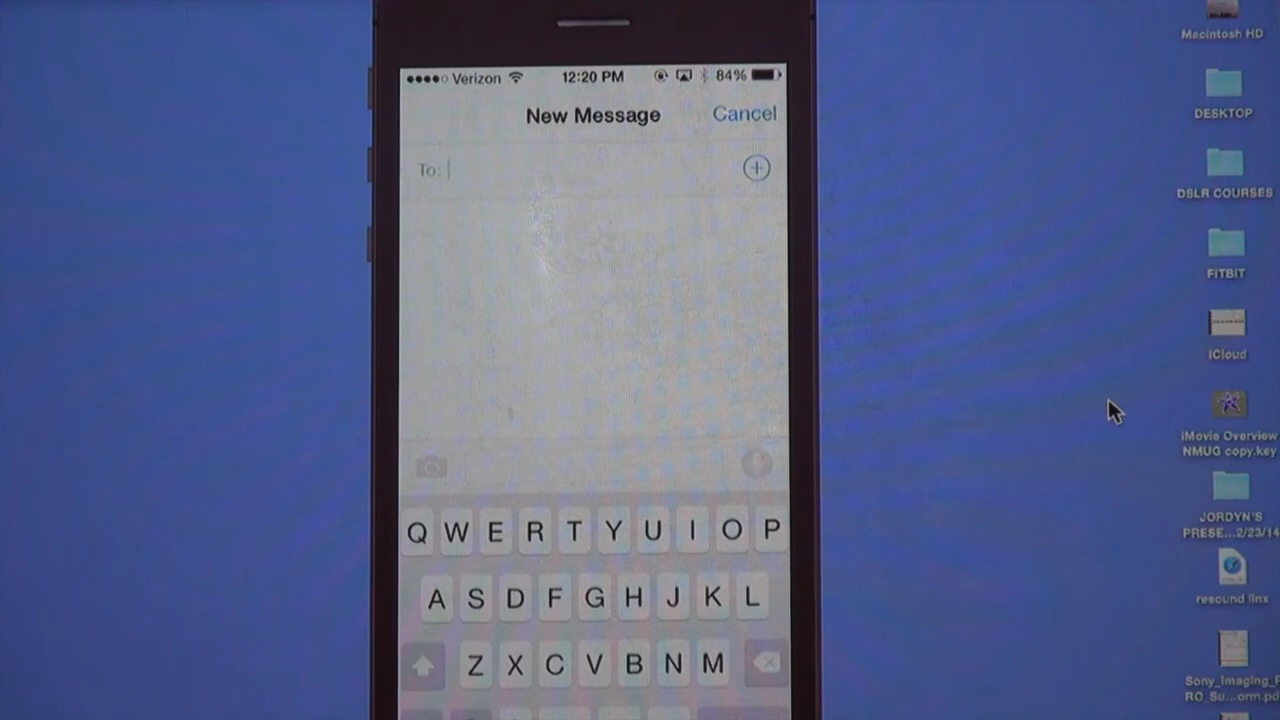 Verizon
12:20 PM
84%
New Message
Cancel
To:
Q W E R T Y U I O P
A S D F G H J K L
Z X C V B N M
Macintosh HD
DESKTOP
DSLR COURSES
FITBIT
iCloud
iMovie Overview
NMUG copy.key
JORDYN'S
PRESE...2/23/14
resound linx
Sony_Imaging_P
RO_Su...orm.pd